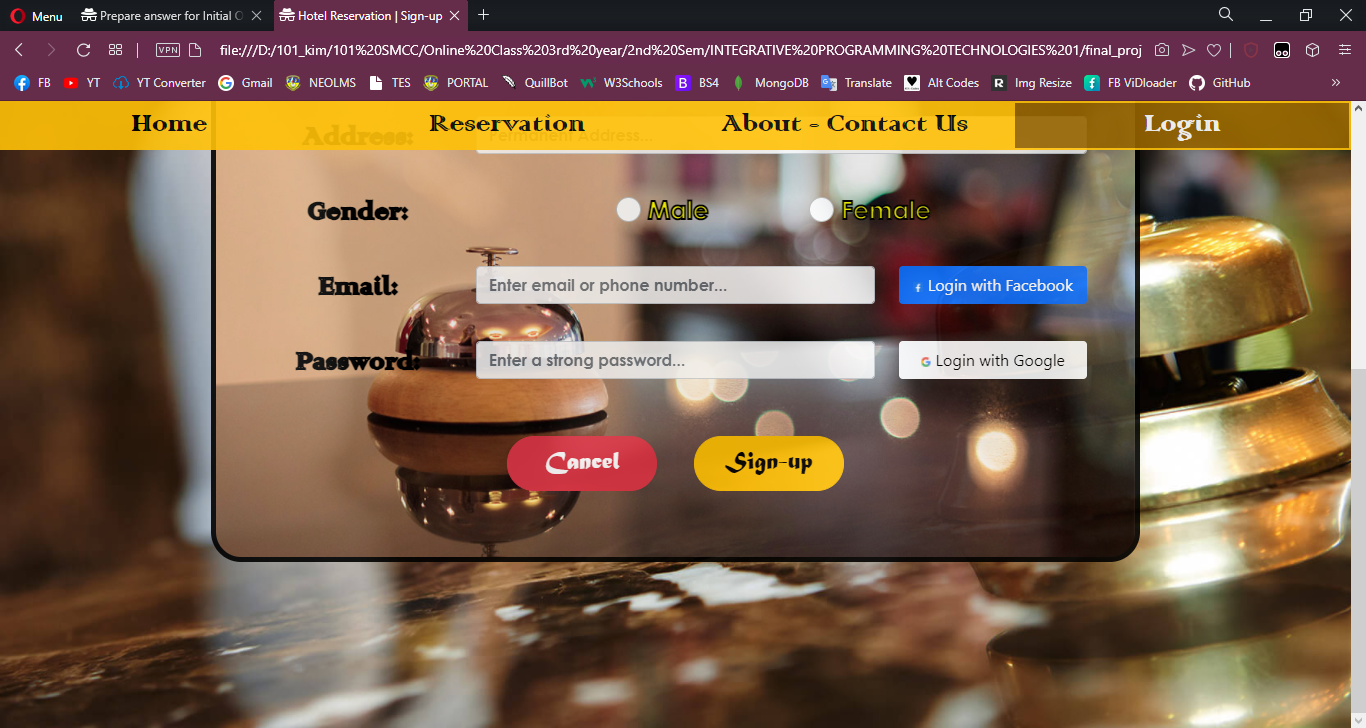 Menu Prepare answer for Initial O Hotel Reservation | Sign-up
VPN file:///D:/101_kim/101%20SMCC/Online%20Class%203rd%20year/2nd%20Sem/INTEGRATIVE%20PROGRAMMING%20TECHNOLOGIES%201/final_proj
FB YT YT Converter Gmail NEOLMS TES PORTAL QuillBot W3Schools BS4 MongoDB Translate Alt Codes Img Resize FB ViDloader GitHub
Home Reservation About - Contact Us Login
Address: Permanent Address...
Gender: Male Female
Email: Enter email or phone number... Login with Facebook
Password: Enter a strong password... Login with Google
Cancel Sign-up